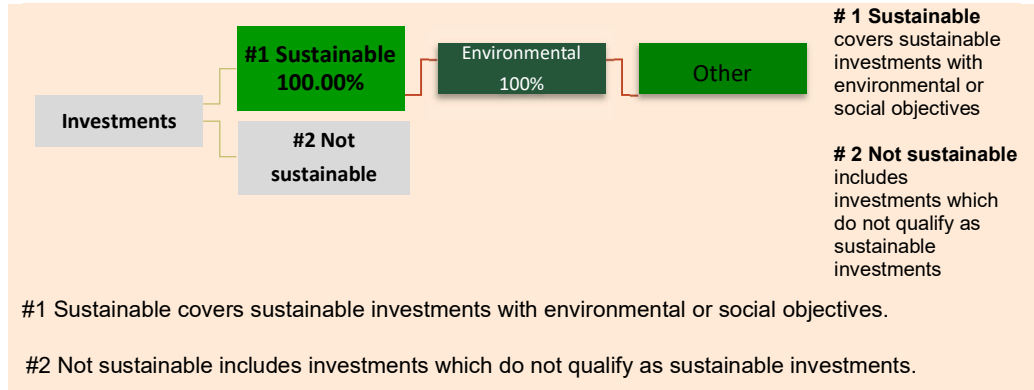 #1 Sustainable
100.00%
Environmental
100%
Other
Investments
#2 Not
sustainable
# 1 Sustainable
covers sustainable
investments with
environmental or
social objectives
# 2 Not sustainable
includes
investments which
do not qualify as
sustainable
investments
#1 Sustainable covers sustainable investments with environmental or social objectives.
#2 Not sustainable includes investments which do not qualify as sustainable investments.